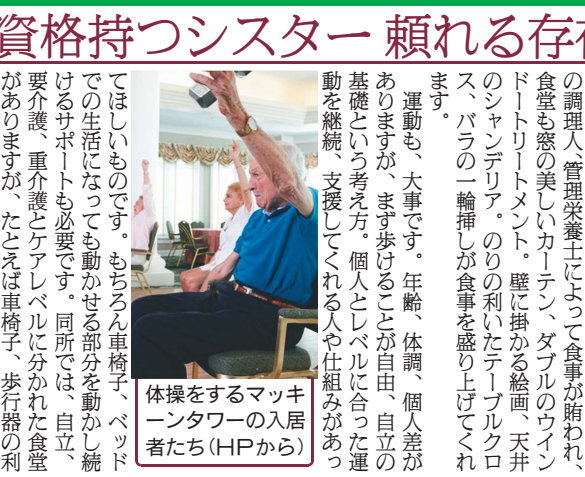 資格持つシスター 頼れる存在
の調理人、管理栄養士によって食事が賄われ、
食堂も窓の美しいカーテン、ダブルのウイン
ドートリートメント。壁に掛かる絵画、天井
のシャンデリア。のりの利いたテーブルクロ
ス、バラの一輪挿しが食事を盛り上げてくれ
ます。
　運動も、大事です。年齢、体調、個人差が
ありますが、まず歩けることが自由、自立の
基礎という考え方。個人とレベルに合った運
動を継続、支援してくれる人や仕組みがあっ
てほしいものです。もちろん車椅子、ベッド
での生活になっても動かせる部分を動かし続
けるサポートも必要です。同所では、自立、
要介護、重介護とケアレベルに分かれた食堂
がありますが、たとえば車椅子、歩行器の利
体操をするマッキ
ーンタワーの入居
者たち(HPから)